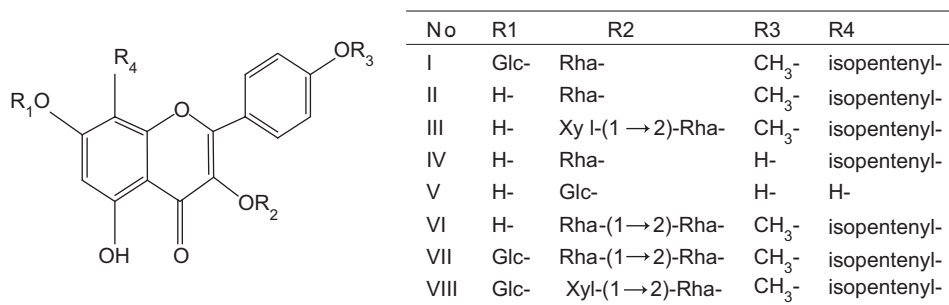 R4
OR3
R1O
O
OR2
OH O
No R1 R2 R3 R4
I Glc- Rha- CH3- isopentenyl-
II H- Rha- CH3- isopentenyl-
III H- Xy l-(1→2)-Rha- CH3- isopentenyl-
IV H- Rha- H- isopentenyl-
V H- Glc- H- H-
VI H- Rha-(1→2)-Rha- CH3- isopentenyl-
VII Glc- Rha-(1→2)-Rha- CH3- isopentenyl-
VIII Glc- Xyl-(1→2)-Rha- CH3- isopentenyl-